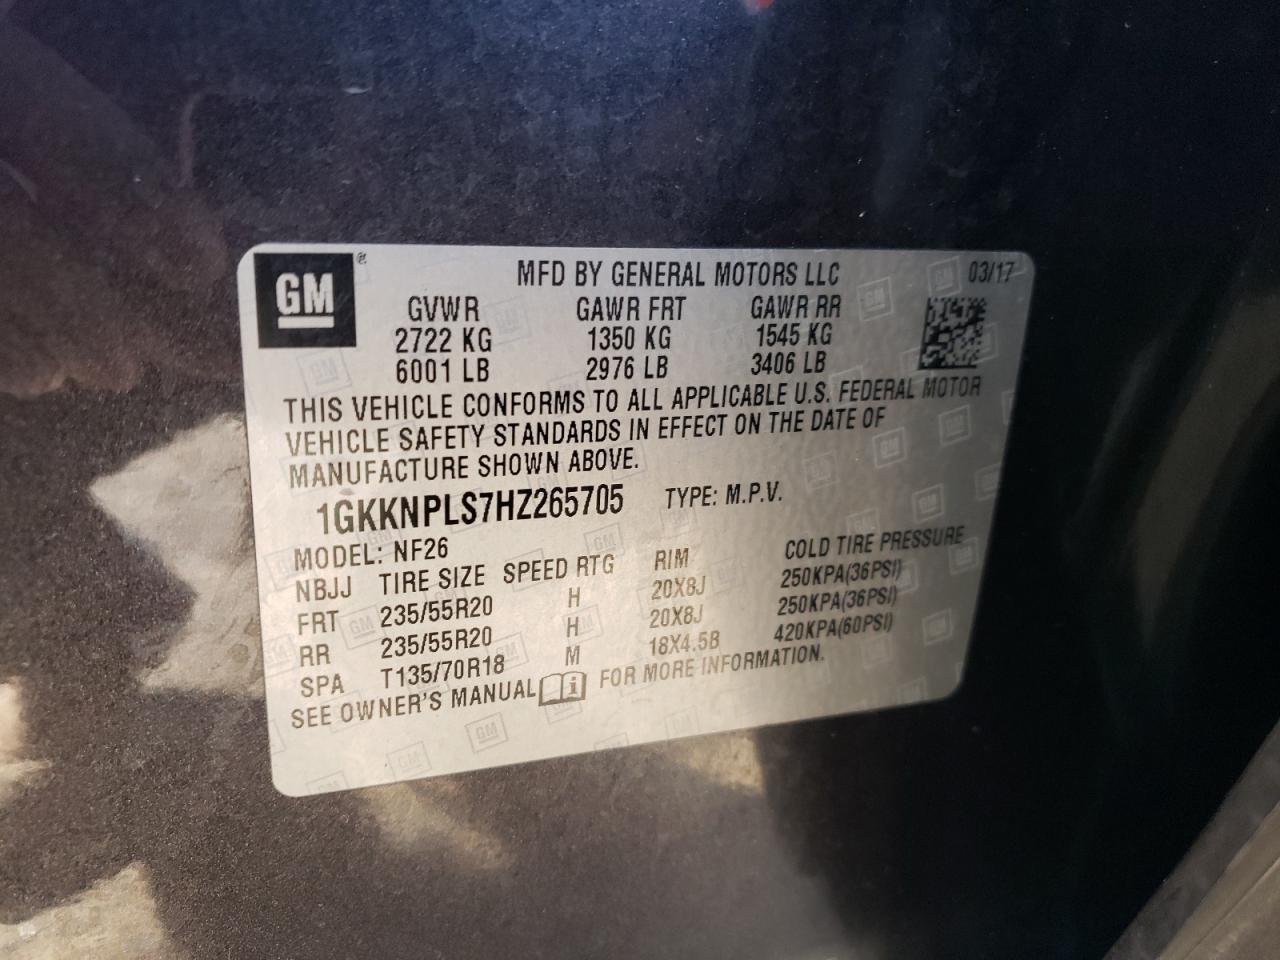 GM ®
MFD BY GENERAL MOTORS LLC 03/17
GVWR GAWR FRT GAWR RR
2722 KG 1350 KG 1545 KG
6001 LB 2976 LB 3406 LB
THIS VEHICLE CONFORMS TO ALL APPLICABLE U.S. FEDERAL MOTOR
VEHICLE SAFETY STANDARDS IN EFFECT ON THE DATE OF
MANUFACTURE SHOWN ABOVE.
1GKKNPLS7HZ265705 TYPE: M.P.V.
MODEL: NF26
NBJJ TIRE SIZE SPEED RTG RIM COLD TIRE PRESSURE
FRT 235/55R20 H 20X8J 250KPA(36PSI)
RR 235/55R20 H 20X8J 250KPA(36PSI)
SPA T135/70R18 M 18X4.5B 420KPA(60PSI)
SEE OWNER'S MANUAL FOR MORE INFORMATION.